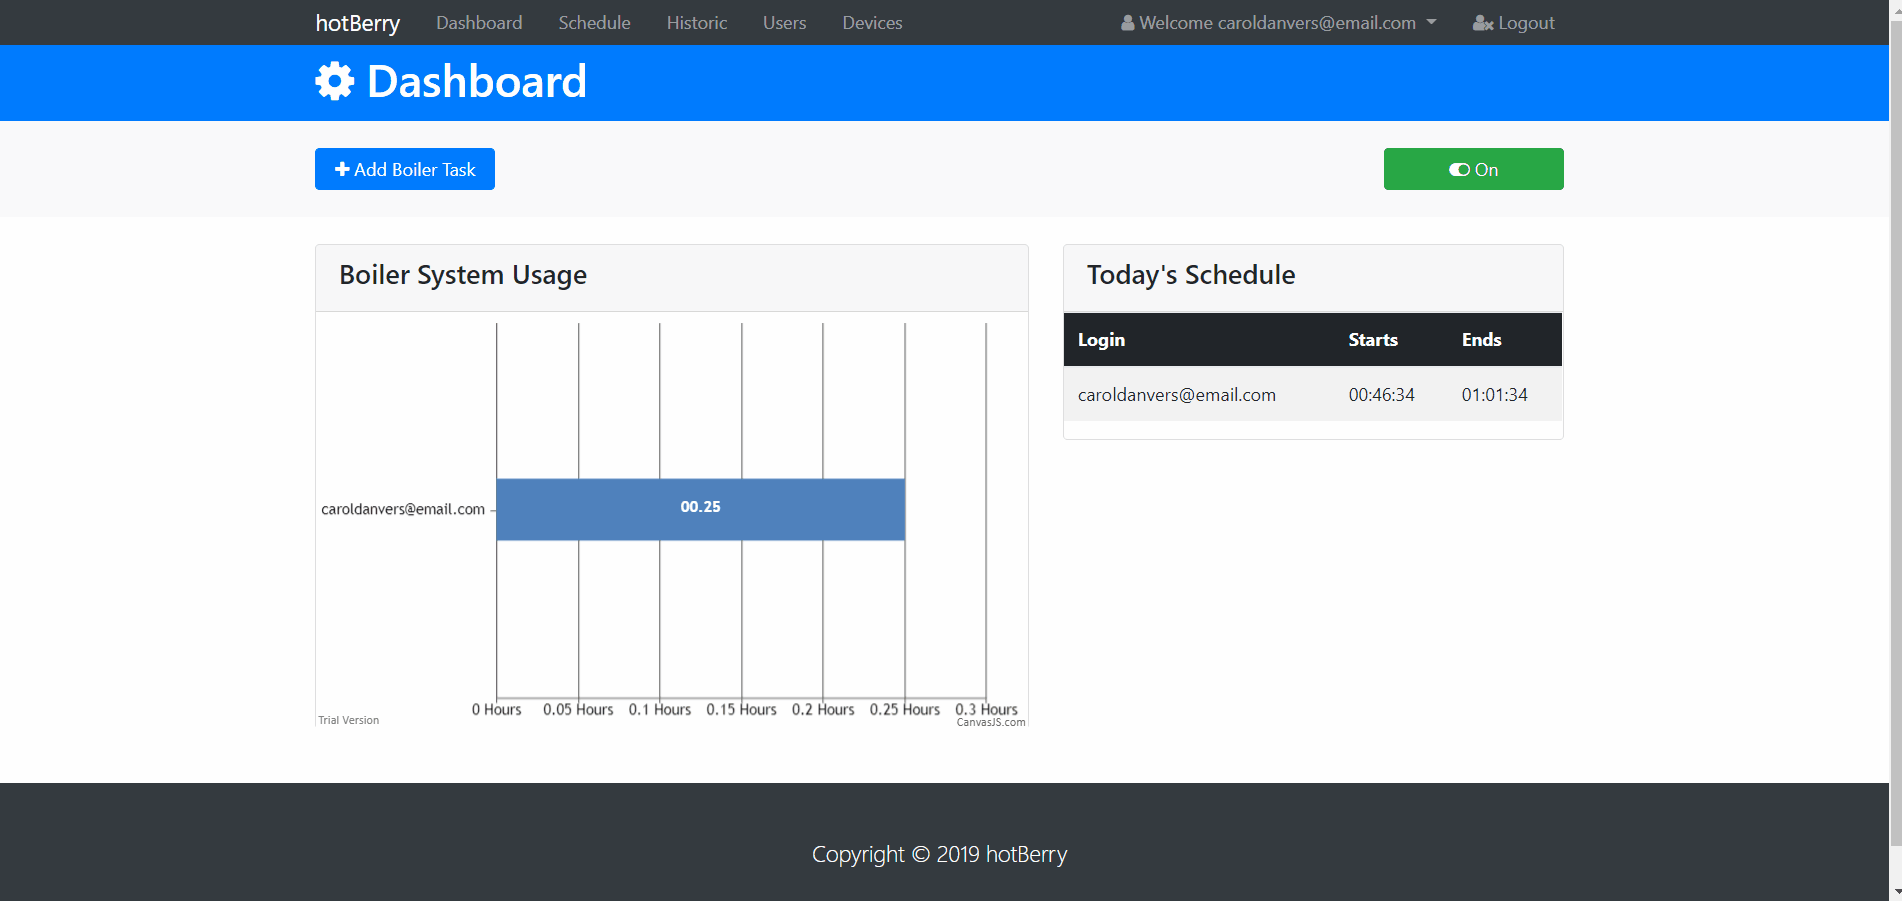 hotBerry Dashboard Schedule Historic Users Devices Welcome caroldanvers@email.com Logout
Dashboard
Add Boiler Task
On
Boiler System Usage
caroldanvers@email.com
00.25
0 Hours 0.05 Hours 0.1 Hours 0.15 Hours 0.2 Hours 0.25 Hours 0.3 Hours
Trial Version
CanvasJS.com
Today's Schedule
Login Starts Ends
caroldanvers@email.com 00:46:34 01:01:34
Copyright © 2019 hotBerry